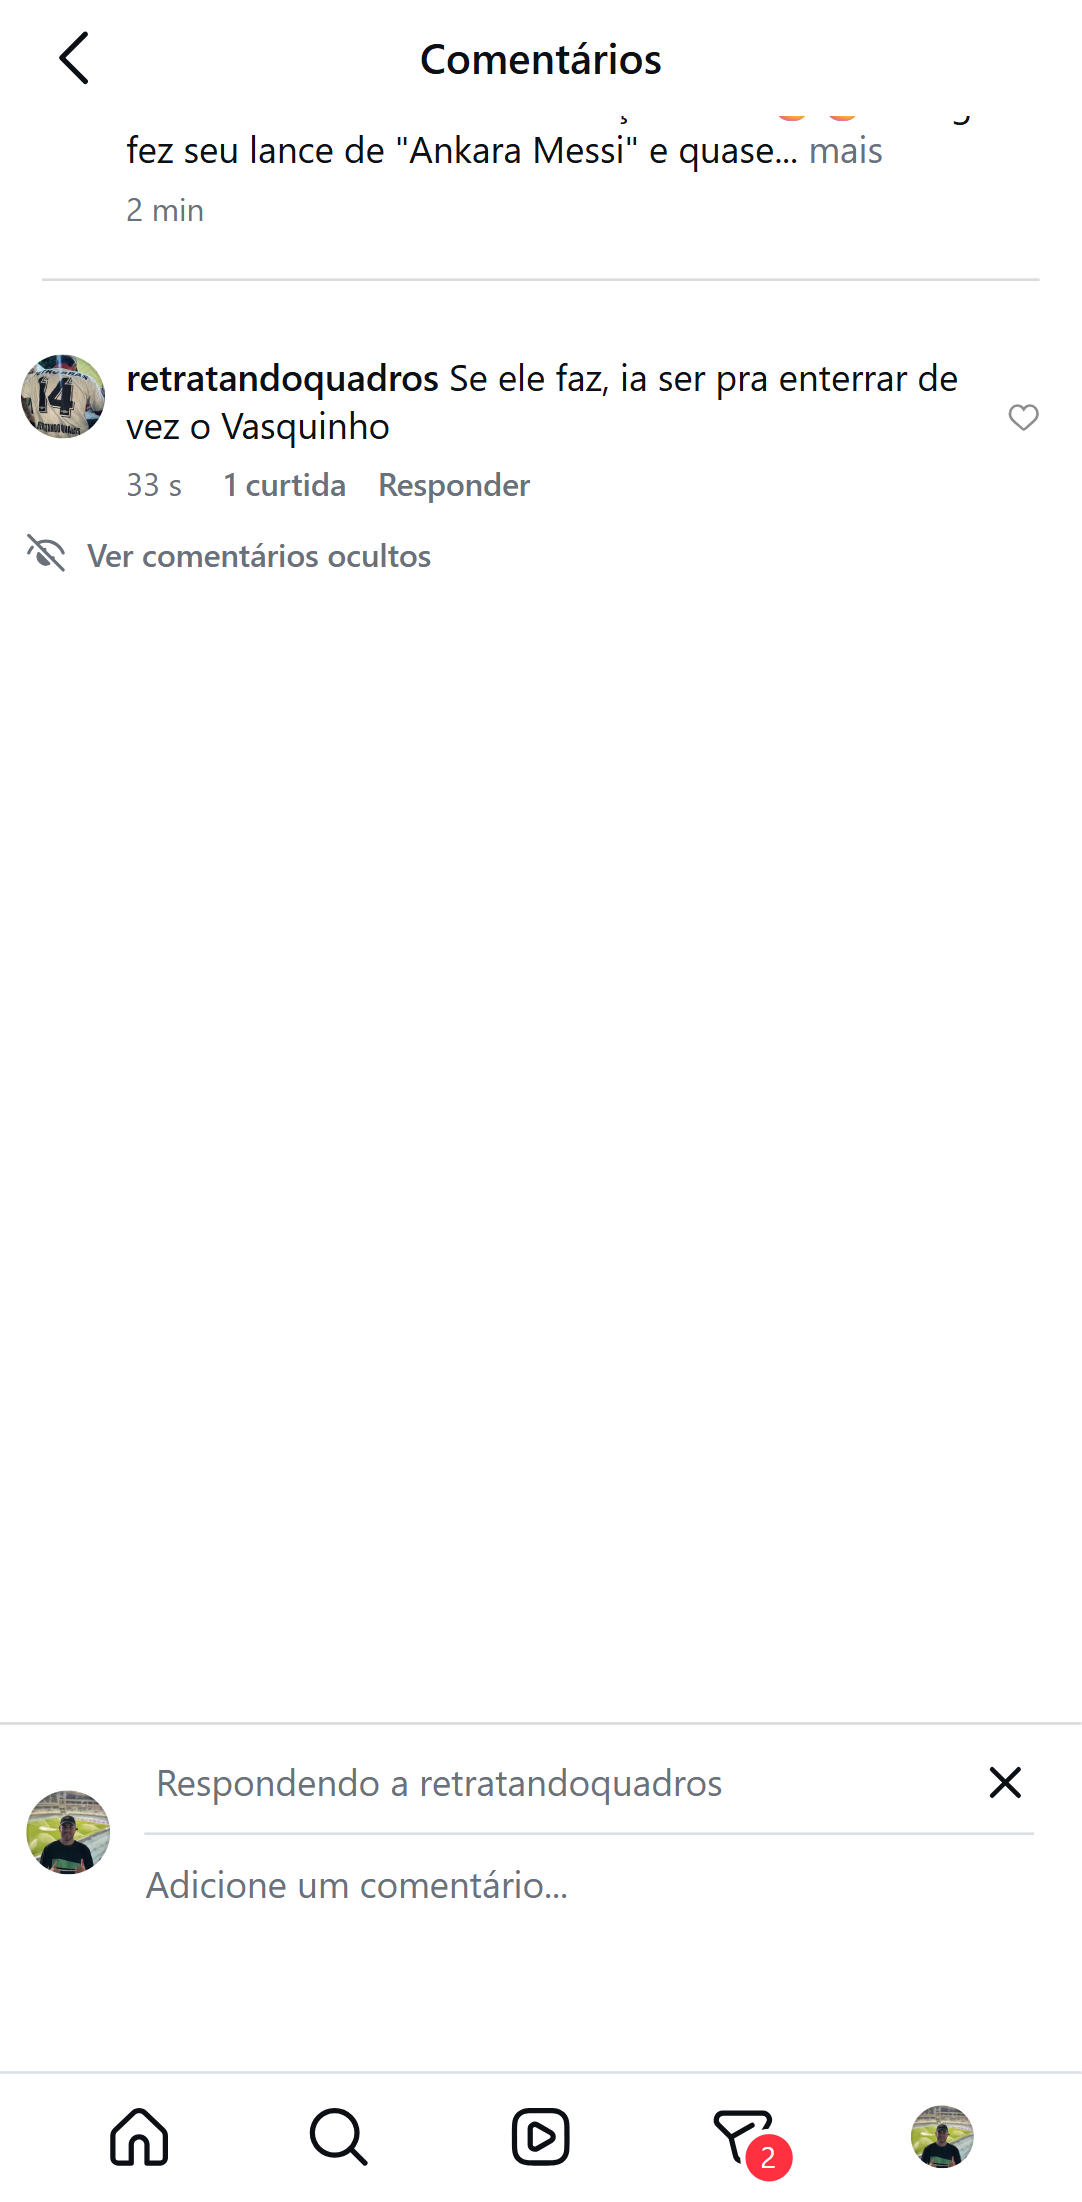 Comentários
fez seu lance de "Ankara Messi" e quase... mais
2 min
retratandoquadros Se ele faz, ia ser pra enterrar de
vez o Vasquinho
33 s 1 curtida Responder
Ver comentários ocultos
Respondendo a retratandoquadros
Adicione um comentário...
2
14